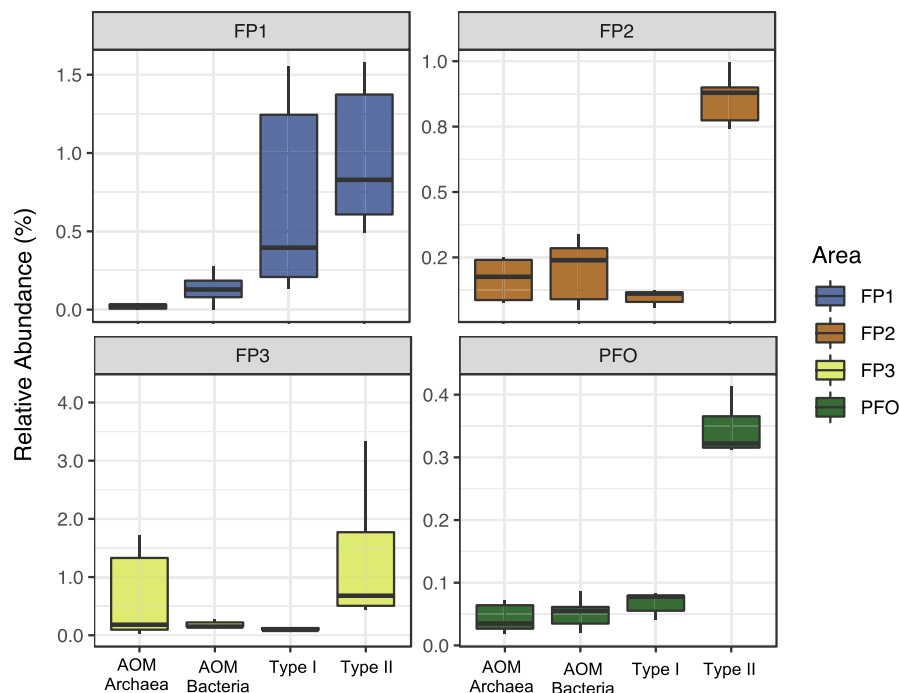 FP1
FP2
1.5
1.0
0.5
0.0
1.0
0.8
0.5
0.2
Relative Abundance (%)
FP3
PFO
4.0
3.0
2.0
1.0
0.0
0.4
0.3
0.2
0.1
0.0
AOM
Archaea
AOM
Bacteria
Type I
Type II
AOM
Archaea
AOM
Bacteria
Type I
Type II
Area
FP1
FP2
FP3
PFO